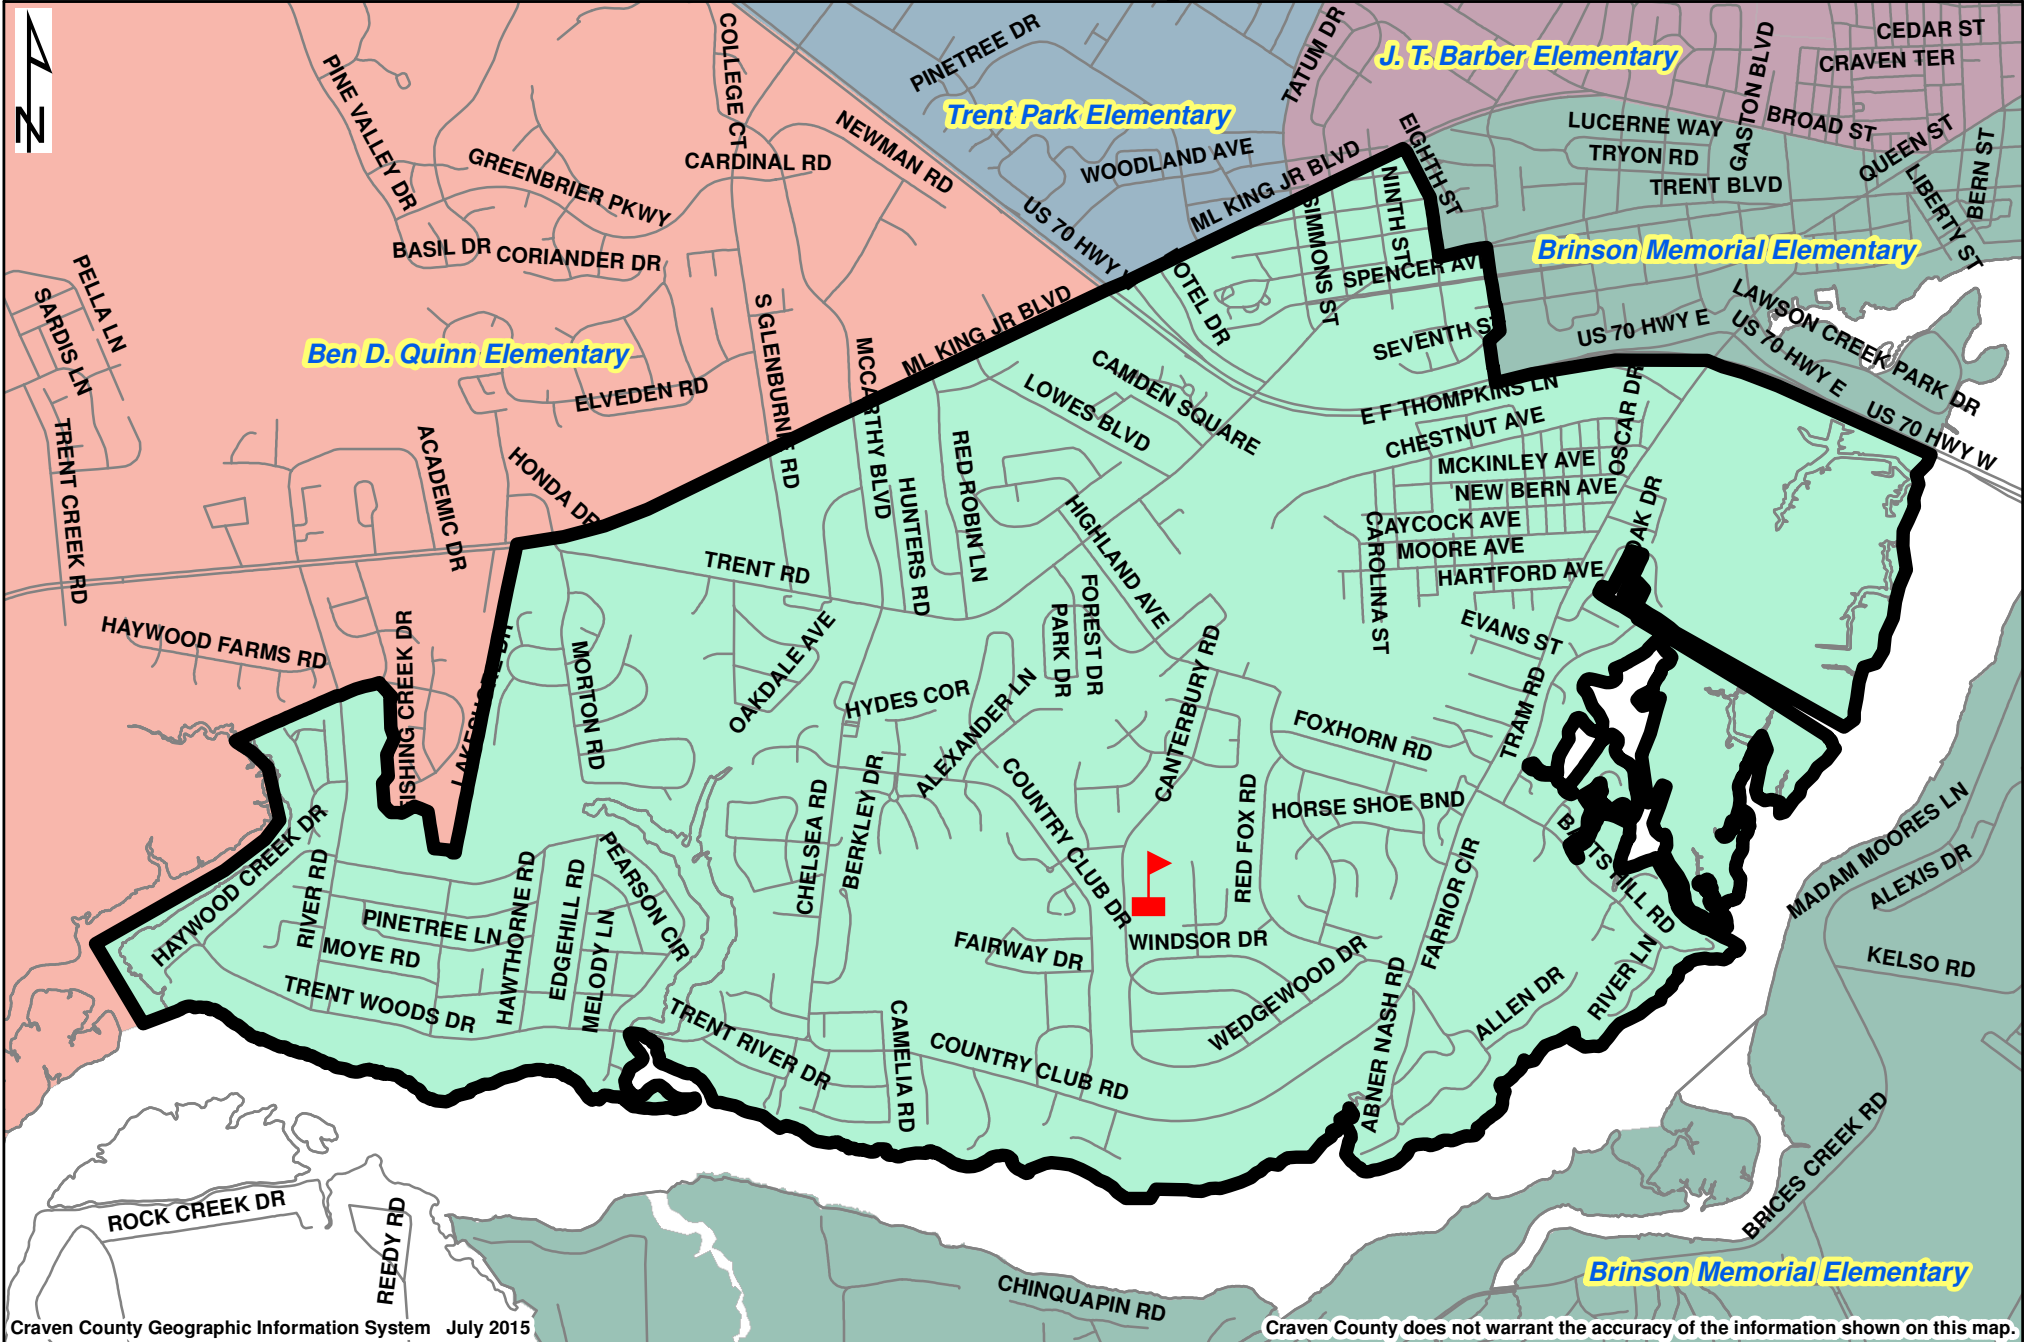 N
COLLEGE CT
PINETREE DR
TATUM DR
J. T. Barber Elementary
GASTON BLVD
CEDAR ST
CRAVEN TER
PINE VALLEY DR
Trent Park Elementary
NEWMAN RD
EIGHTH ST
LUCERNE WAY
BROAD ST
QUEEN ST
TRYON RD
TRENT BLVD
LIBERTY ST
BERN ST
GREENBRIER PKWY
CARDINAL RD
WOODLAND AVE
ML KING JR BLVD
NINTH ST
SIMMONS ST
US 70 HWY
BASIL DR
CORIANDER DR
Brinson Memorial Elementary
SPENCER AVE
PELLA LN
SARDIS LN
S GLENBURNIE RD
ML KING JR BLVD
HOTEL DR
SEVENTH ST
US 70 HWY E
LAWSON CREEK PARK DR
US 70 HWY E
US 70 HWY W
Ben D. Quinn Elementary
ELVEDEN RD
MCCARTHY BLVD
LOWES BLVD
CAMDEN SQUARE
E F THOMPKINS LN
CHESTNUT AVE
OSCAR DR
TRENT CREEK RD
ACADEMIC DR
HONDA DR
HUNTERS RD
RED ROBIN LN
HIGHLAND AVE
MCKINLEY AVE
NEW BERN AVE
OAK DR
CAYCOCK AVE
CAROLINA ST
MOORE AVE
HARTFORD AVE
TRENT RD
HAYWOOD FARMS RD
FISHING CREEK DR
LAKESHORE DR
MORTON RD
OAKDALE AVE
HYDES COR
ALEXANDER LN
PARK DR
FOREST DR
CANTERBURY RD
EVANS ST
TRAM RD
FOXHORN RD
HORSE SHOE BND
RED FOX RD
COUNTRY CLUB DR
CHELSEA RD
BERKLEY DR
FARRIOR CIR
BATTS HILL RD
MADAM MOORES LN
ALEXIS DR
KELSO RD
HAYWOOD CREEK DR
RIVER RD
PINETREE LN
MOYE RD
HAWTHORNE RD
EDGEHILL RD
MELODY LN
PEARSON CIR
TRENT WOODS DR
TRENT RIVER DR
FAIRWAY DR
WINDSOR DR
WEDGEWOOD DR
ABNER NASH RD
ALLEN DR
RIVER LN
CAMELIA RD
COUNTRY CLUB RD
BRICES CREEK RD
ROCK CREEK DR
REEDY RD
CHINQUAPIN RD
Brinson Memorial Elementary
Craven County Geographic Information System July 2015
Craven County does not warrant the accuracy of the information shown on this map.